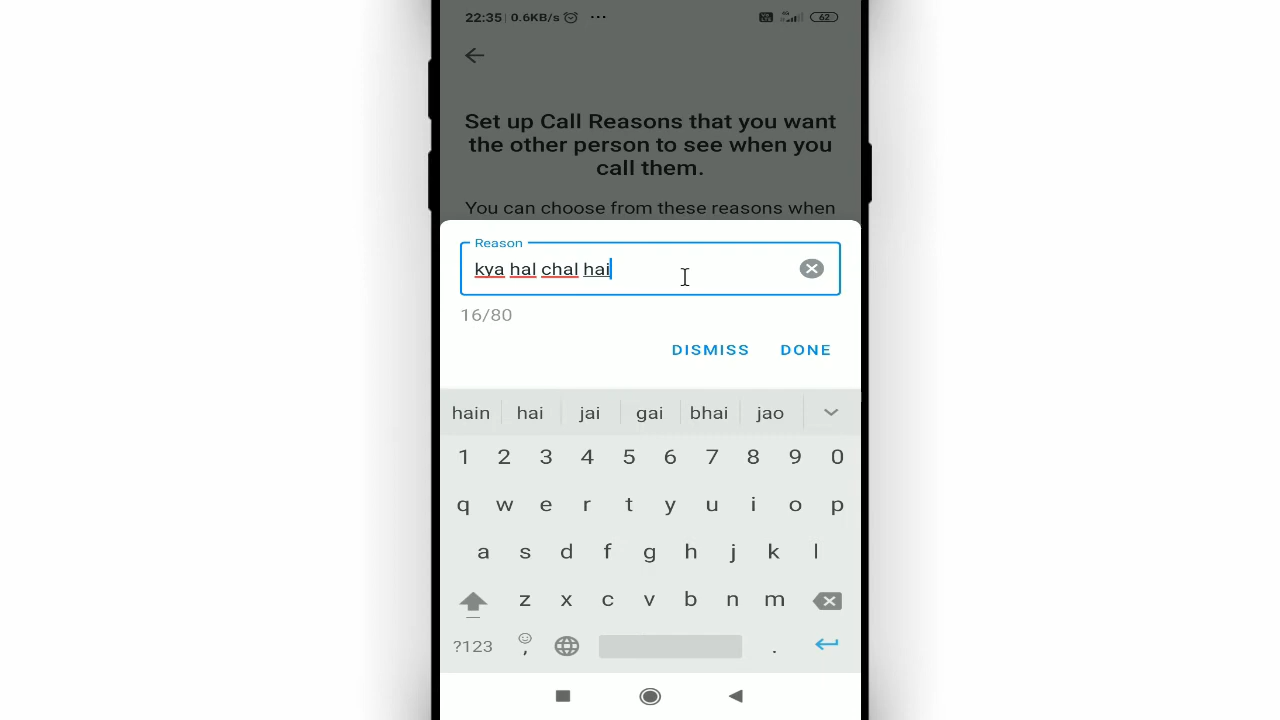 22:35 0.6KB/s ...
62
Set up Call Reasons that you want
the other person to see when you
call them.
You can choose from these reasons when
Reason
kya hal chal hai
16/80
DISMISS DONE
hain hai jai gai bhai jao
1 2 3 4 5 6 7 8 9 0
q w e r t y u i o p
a s d f g h j k l
z x c v b n m
?123 , .